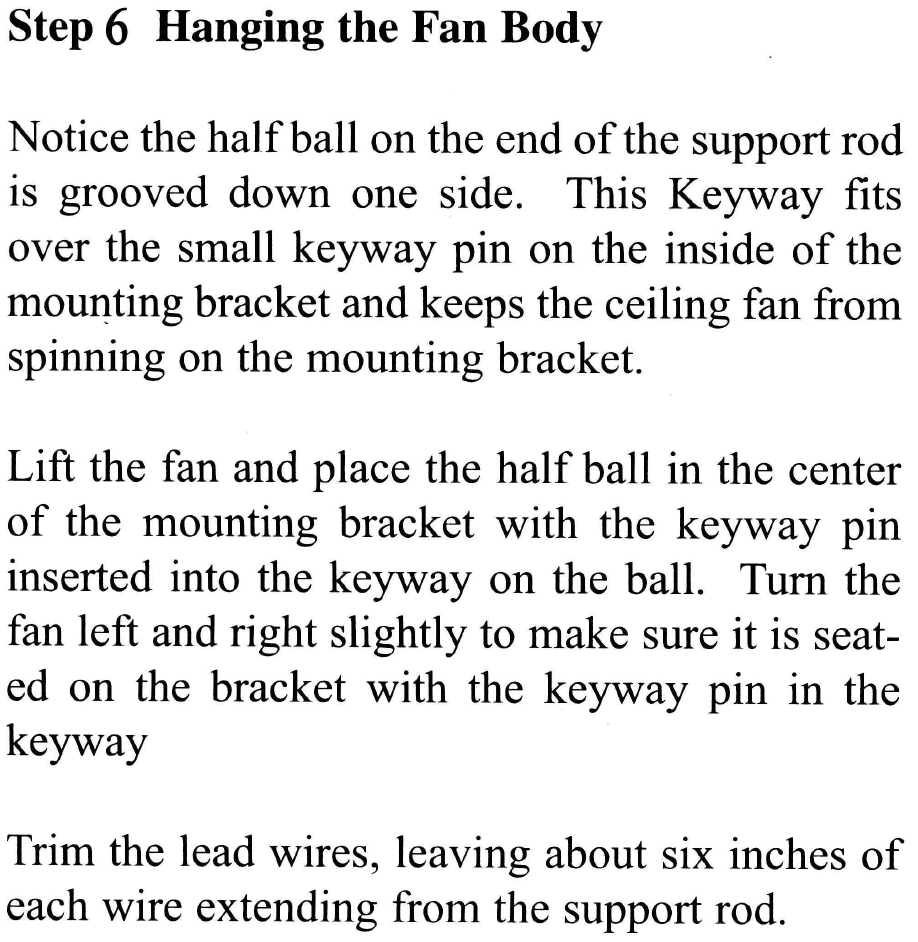 Step 6 Hanging the Fan Body
Notice the half ball on the end of the support rod
is grooved down one side. This Keyway fits
over the small keyway pin on the inside of the
mounting bracket and keeps the ceiling fan from
spinning on the mounting bracket.
Lift the fan and place the half ball in the center
of the mounting bracket with the keyway pin
inserted into the keyway on the ball. Turn the
fan left and right slightly to make sure it is seat-
ed on the bracket with the keyway pin in the
keyway
Trim the lead wires, leaving about six inches of
each wire extending from the support rod.